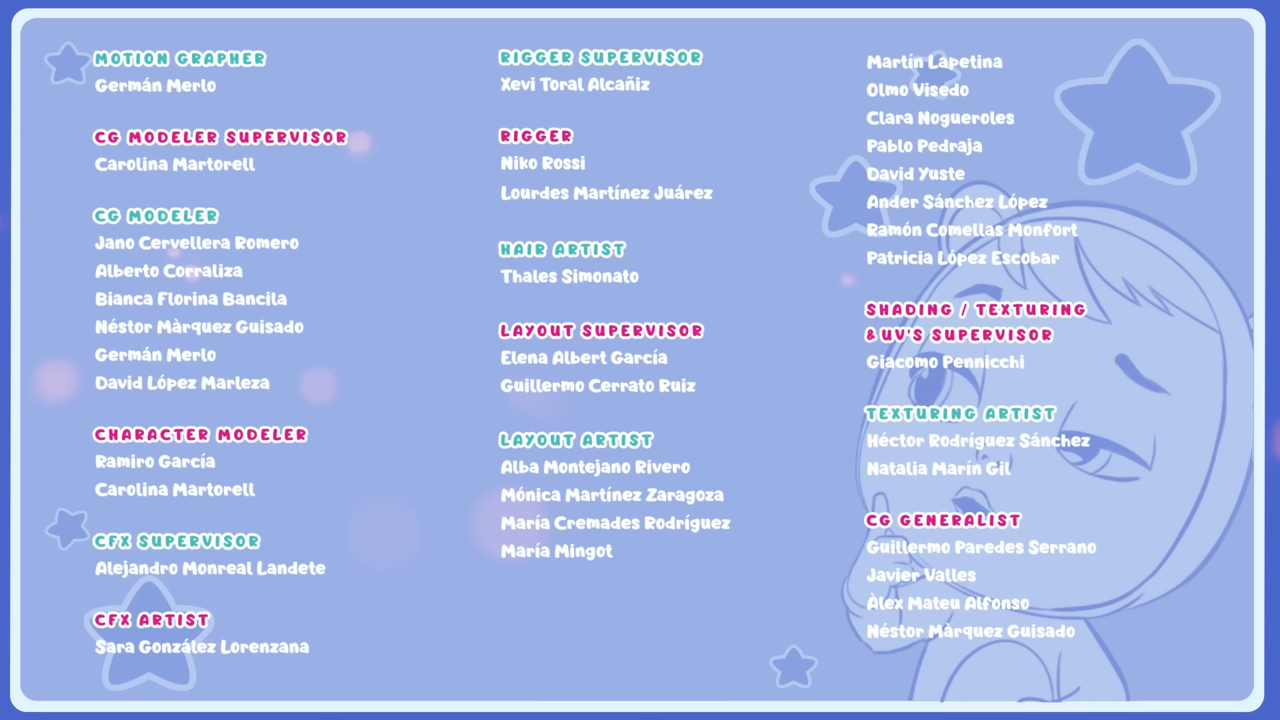 MOTION GRAPHER
Germán Merlo
CG MODELER SUPERVISOR
Carolina Martorell
CG MODELER
Jano Cervellera Romero
Alberto Corraliza
Bianca Florina Bancila
Néstor Màrquez Guisado
Germán Merlo
David López Marleza
CHARACTER MODELER
Ramiro García
Carolina Martorell
CFX SUPERVISOR
Alejandro Monreal Landete
CFX ARTIST
Sara González Lorenzana
RIGGER SUPERVISOR
Xevi Toral Alcañiz
RIGGER
Niko Rossi
Lourdes Martínez Juárez
HAIR ARTIST
Thales Simonato
LAYOUT SUPERVISOR
Elena Albert García
Guillermo Cerrato Ruiz
LAYOUT ARTIST
Alba Montejano Rivero
Mónica Martínez Zaragoza
María Cremades Rodríguez
María Mingot
Martín Lapetina
Olmo Visedo
Clara Nogueroles
Pablo Pedraja
David Yuste
Ander Sánchez López
Ramón Comellas Monfort
Patricia López Escobar
SHADING / TEXTURING
& UV'S SUPERVISOR
Giacomo Pennicchi
TEXTURING ARTIST
Héctor Rodríguez Sánchez
Natalia Marín Gil
CG GENERALIST
Guillermo Paredes Serrano
Javier Valles
Àlex Mateu Alfonso
Néstor Màrquez Guisado